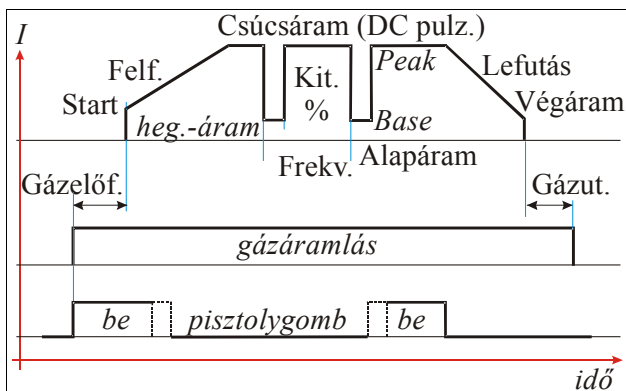 Csúcsáram (DC pulz.)
I
Felf.
Peak
Lefutás
Kit.
%
Start
Végáram
heg.-áram
Base
Frekv.
Alapáram
Gázelőf.
Gázut.
gázáramlás
be
pisztolygomb
be
idő